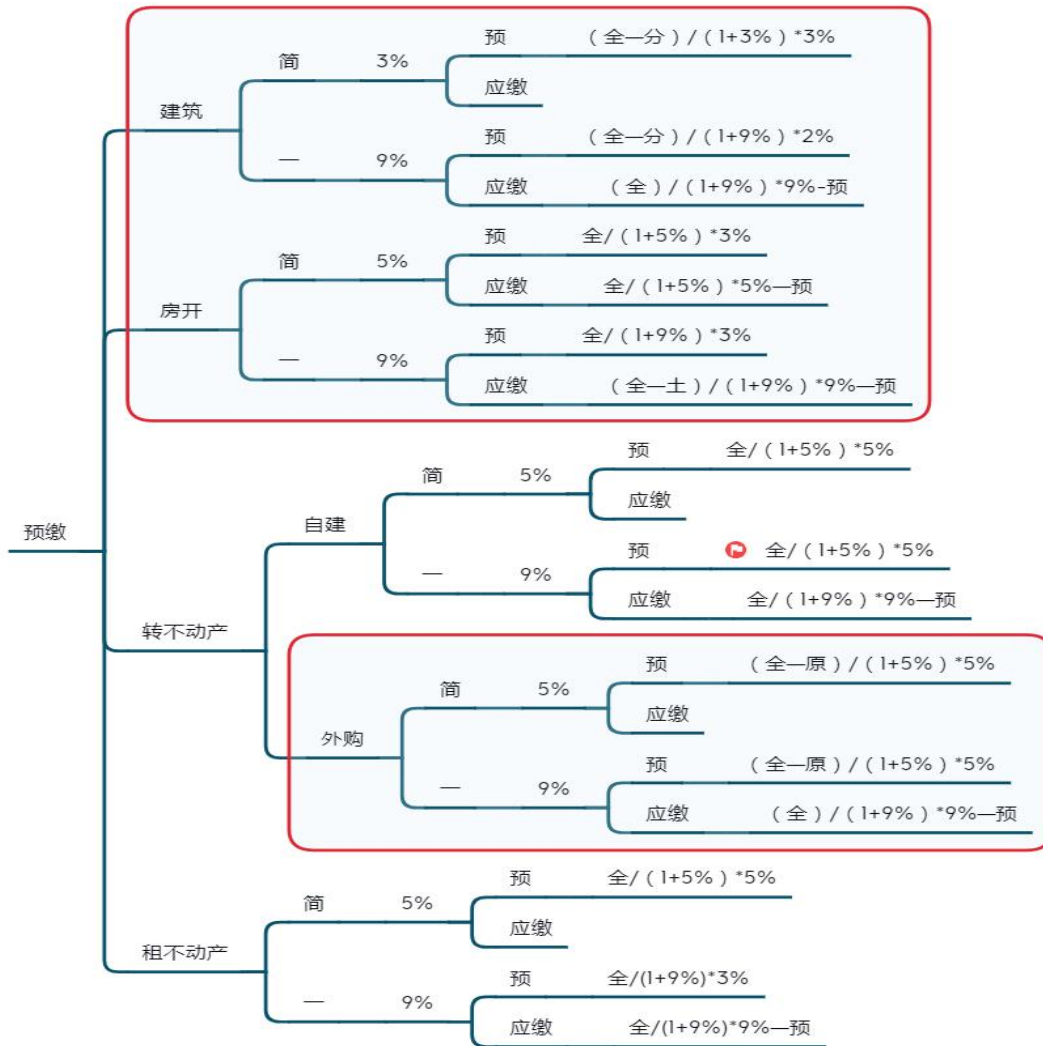 预缴
建筑
简 3%
预 （全—分）/（1+3%）*3%
应缴
一 9%
预 （全—分）/（1+9%）*2%
应缴 （全）/（1+9%）*9%-预
房开
简 5%
预 全/（1+5%）*3%
应缴 全/（1+5%）*5%—预
一 9%
预 全/（1+9%）*3%
应缴 （全—土）/（1+9%）*9%—预
转不动产
自建
简 5%
预 全/（1+5%）*5%
应缴
一 9%
预 全/（1+5%）*5%
应缴 全/（1+9%）*9%—预
外购
简 5%
预 （全—原）/（1+5%）*5%
应缴
一 9%
预 （全—原）/（1+5%）*5%
应缴 （全）/（1+9%）*9%—预
租不动产
简 5%
预 全/（1+5%）*5%
应缴
一 9%
预 全/(1+9%)*3%
应缴 全/(1+9%)*9%—预